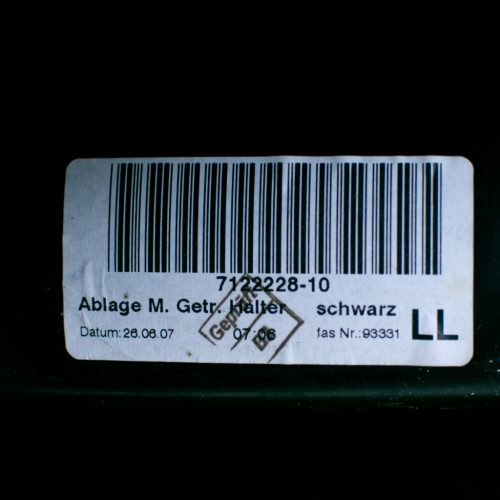 7122228-10
Ablage M. Getr. Halter schwarz
Datum: 26.06.07 07:06 fas Nr.: 93331 LL
Geprüft